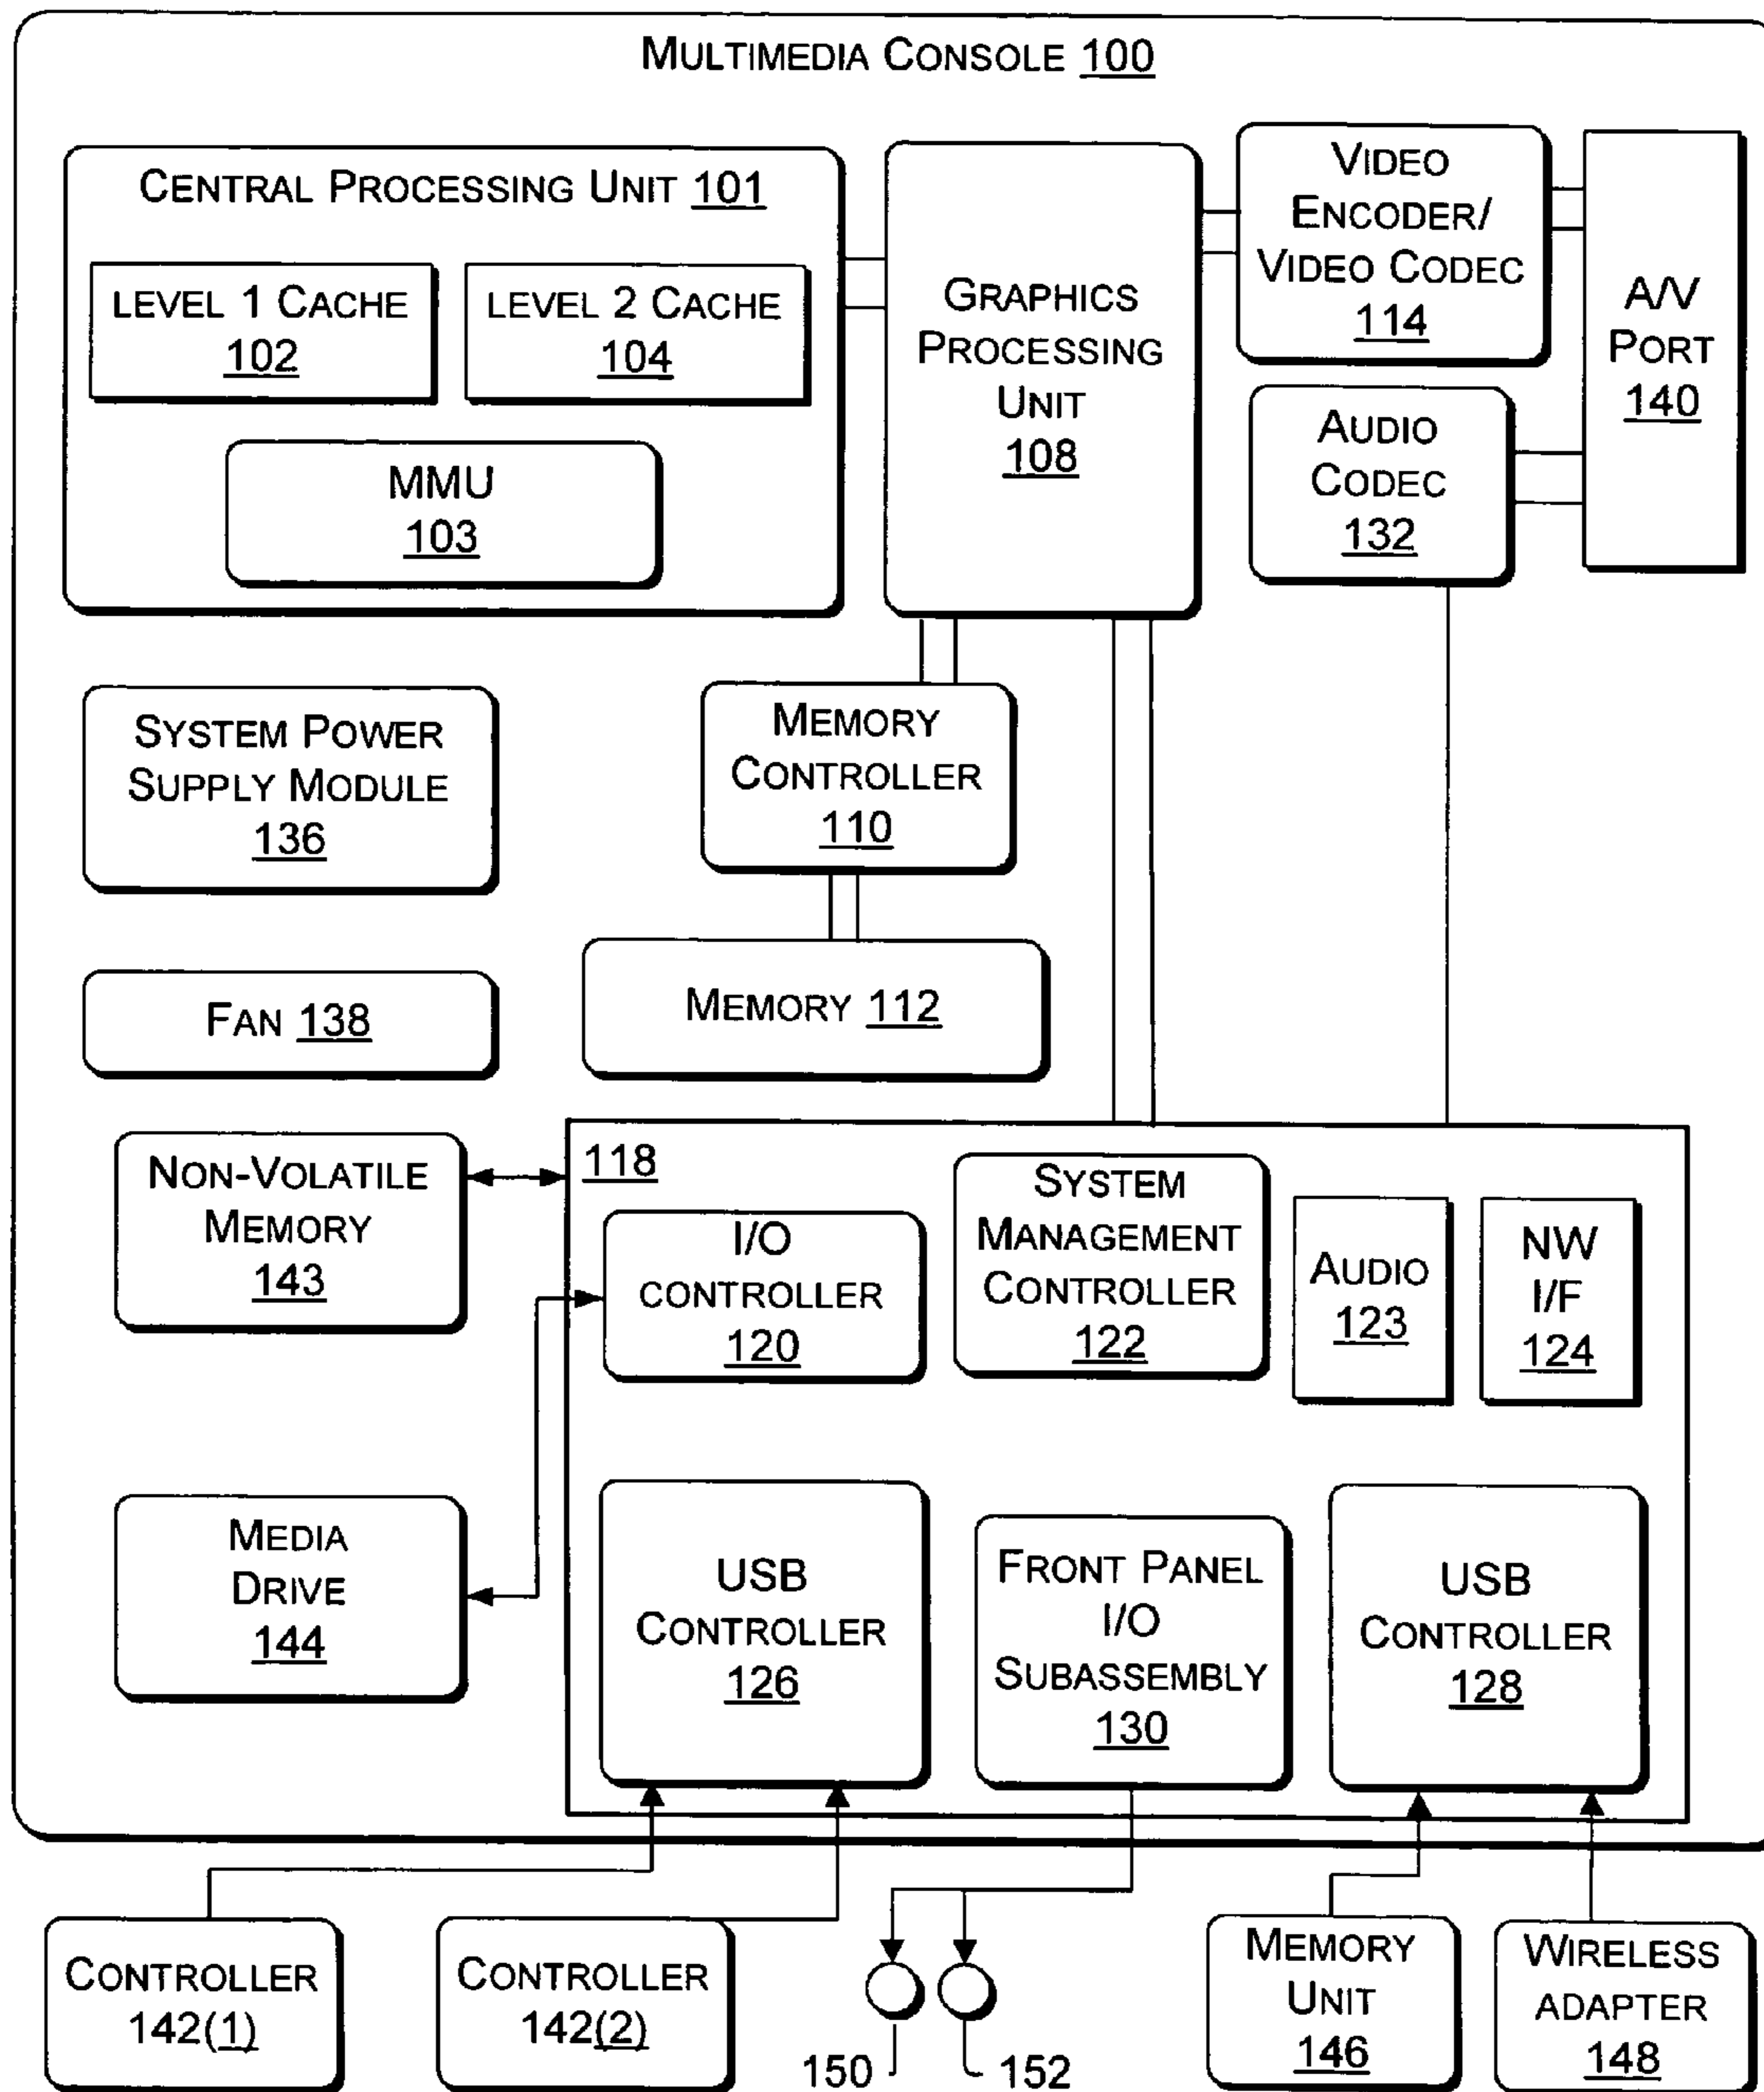 MULTIMEDIA CONSOLE 100
CENTRAL PROCESSING UNIT 101
LEVEL 1 CACHE
102
LEVEL 2 CACHE
104
MMU
103
GRAPHICS
PROCESSING
UNIT
108
VIDEO
ENCODER/
VIDEO CODEC
114
AUDIO
CODEC
132
A/V
PORT
140
SYSTEM POWER
SUPPLY MODULE
136
MEMORY
CONTROLLER
110
FAN 138
MEMORY 112
NON-VOLATILE
MEMORY
143
118
I/O
CONTROLLER
120
SYSTEM
MANAGEMENT
CONTROLLER
122
AUDIO
123
NW
I/F
124
MEDIA
DRIVE
144
USB
CONTROLLER
126
FRONT PANEL
I/O
SUBASSEMBLY
130
USB
CONTROLLER
128
CONTROLLER
142(1)
CONTROLLER
142(2)
150
152
MEMORY
UNIT
146
WIRELESS
ADAPTER
148